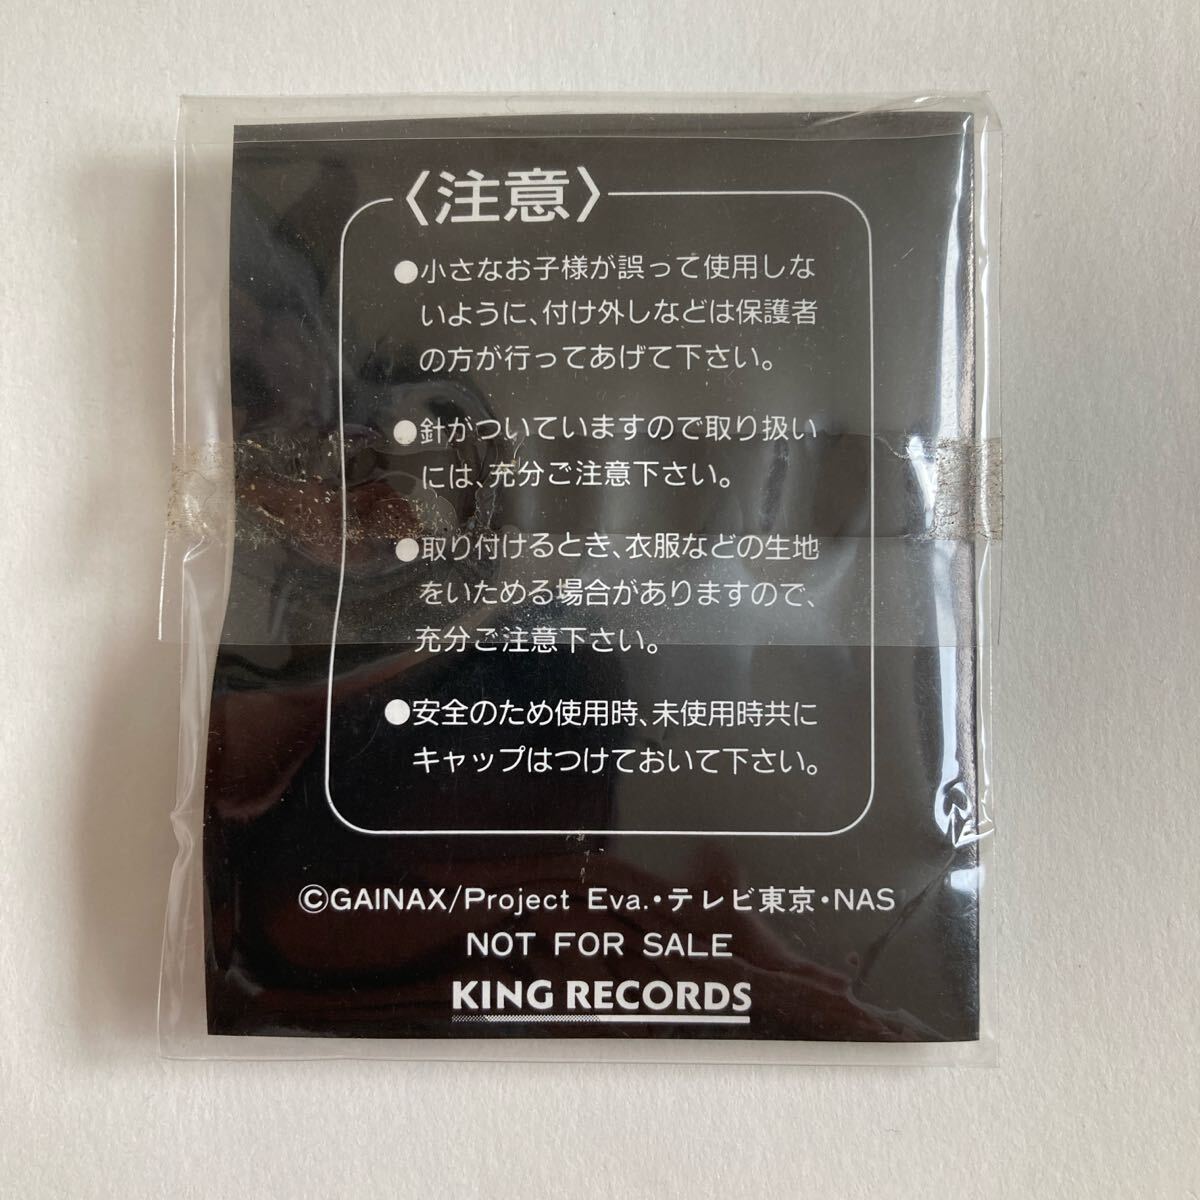 〈注意〉
●小さなお子様が誤って使用しな
いように、付け外しなどは保護者
の方が行ってあげて下さい。
●針がついていますので取り扱い
には、充分ご注意下さい。
●取り付けるとき、衣服などの生地
をいためる場合がありますので、
充分ご注意下さい。
●安全のため使用時、未使用時共に
キャップはつけておいて下さい。
©GAINAX/Project Eva.・テレビ東京・NAS
NOT FOR SALE
KING RECORDS